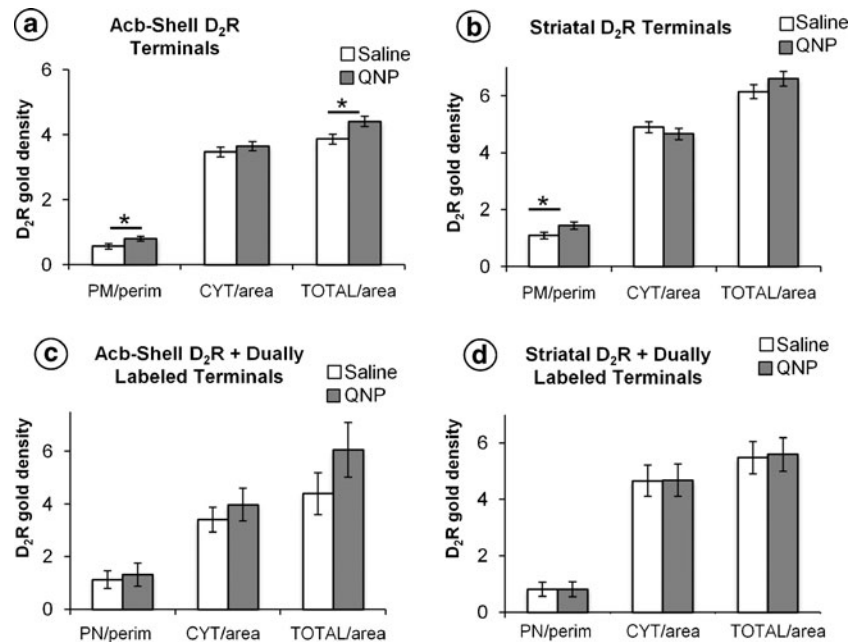 a
Acb-Shell D2R
Terminals
Saline
QNP
D2R gold density
6
4
2
0
*
*
PM/perim CYT/area TOTAL/area
b
Striatal D2R Terminals
Saline
QNP
D2R gold density
6
4
2
0
*
PM/perim CYT/area TOTAL/area
c
Acb-Shell D2R + Dually
Labeled Terminals
Saline
QNP
D2R gold density
6
4
2
0
PN/perim CYT/area TOTAL/area
d
Striatal D2R + Dually
Labeled Terminals
Saline
QNP
D2R gold density
6
4
2
0
PN/perim CYT/area TOTAL/area